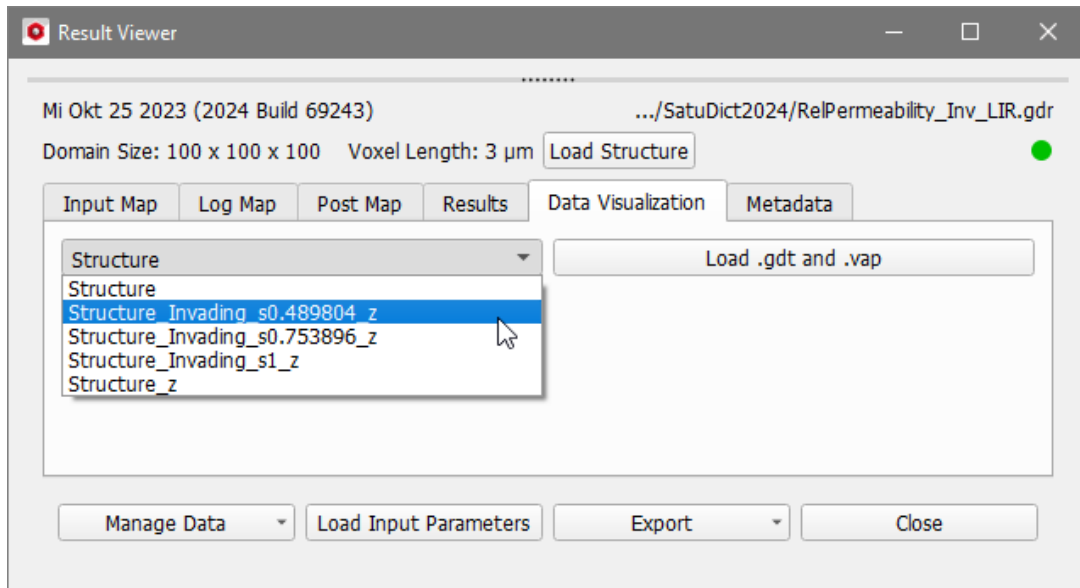 Result Viewer
Mi Okt 25 2023 (2024 Build 69243) .../SatuDict2024/RelPermeability_Inv_LIR.gdr
Domain Size: 100 x 100 x 100 Voxel Length: 3 µm Load Structure
Input Map Log Map Post Map Results Data Visualization Metadata
Structure Load .gdt and .vap
Structure
Structure_Invading_s0.489804_z
Structure_Invading_s0.753896_z
Structure_Invading_s1_z
Structure_z
Manage Data Load Input Parameters Export Close